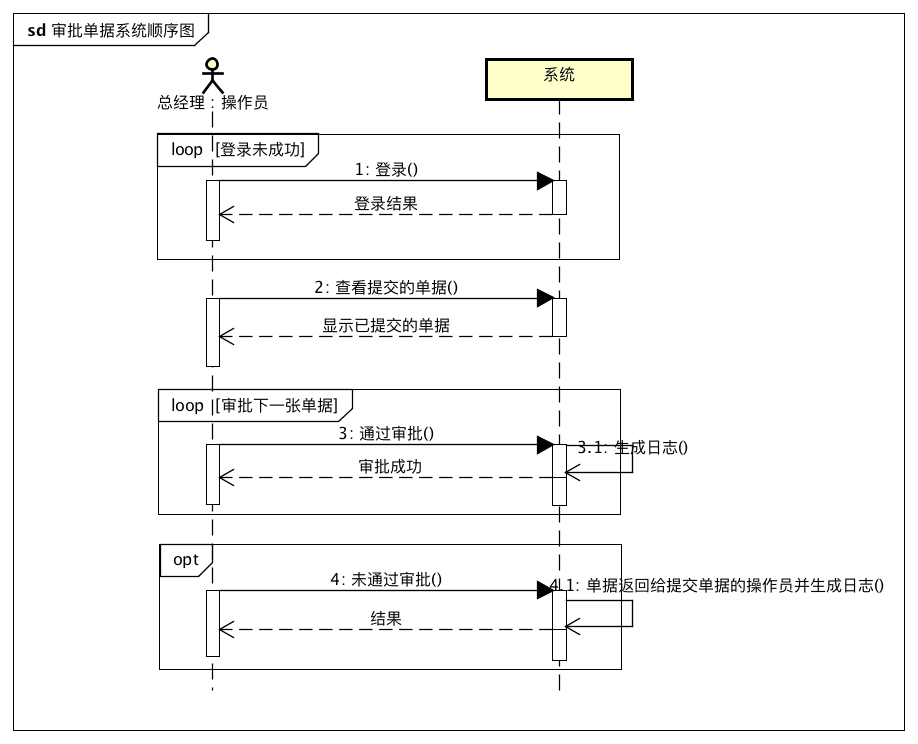 sd 审批单据系统顺序图
系统
总经理 : 操作员
loop [登录未成功]
1: 登录()
登录结果
2: 查看提交的单据()
显示已提交的单据
loop [审批下一张单据]
3: 通过审批()
3.1: 生成日志()
审批成功
opt
4: 未通过审批()
4.1: 单据返回给提交单据的操作员并生成日志()
结果